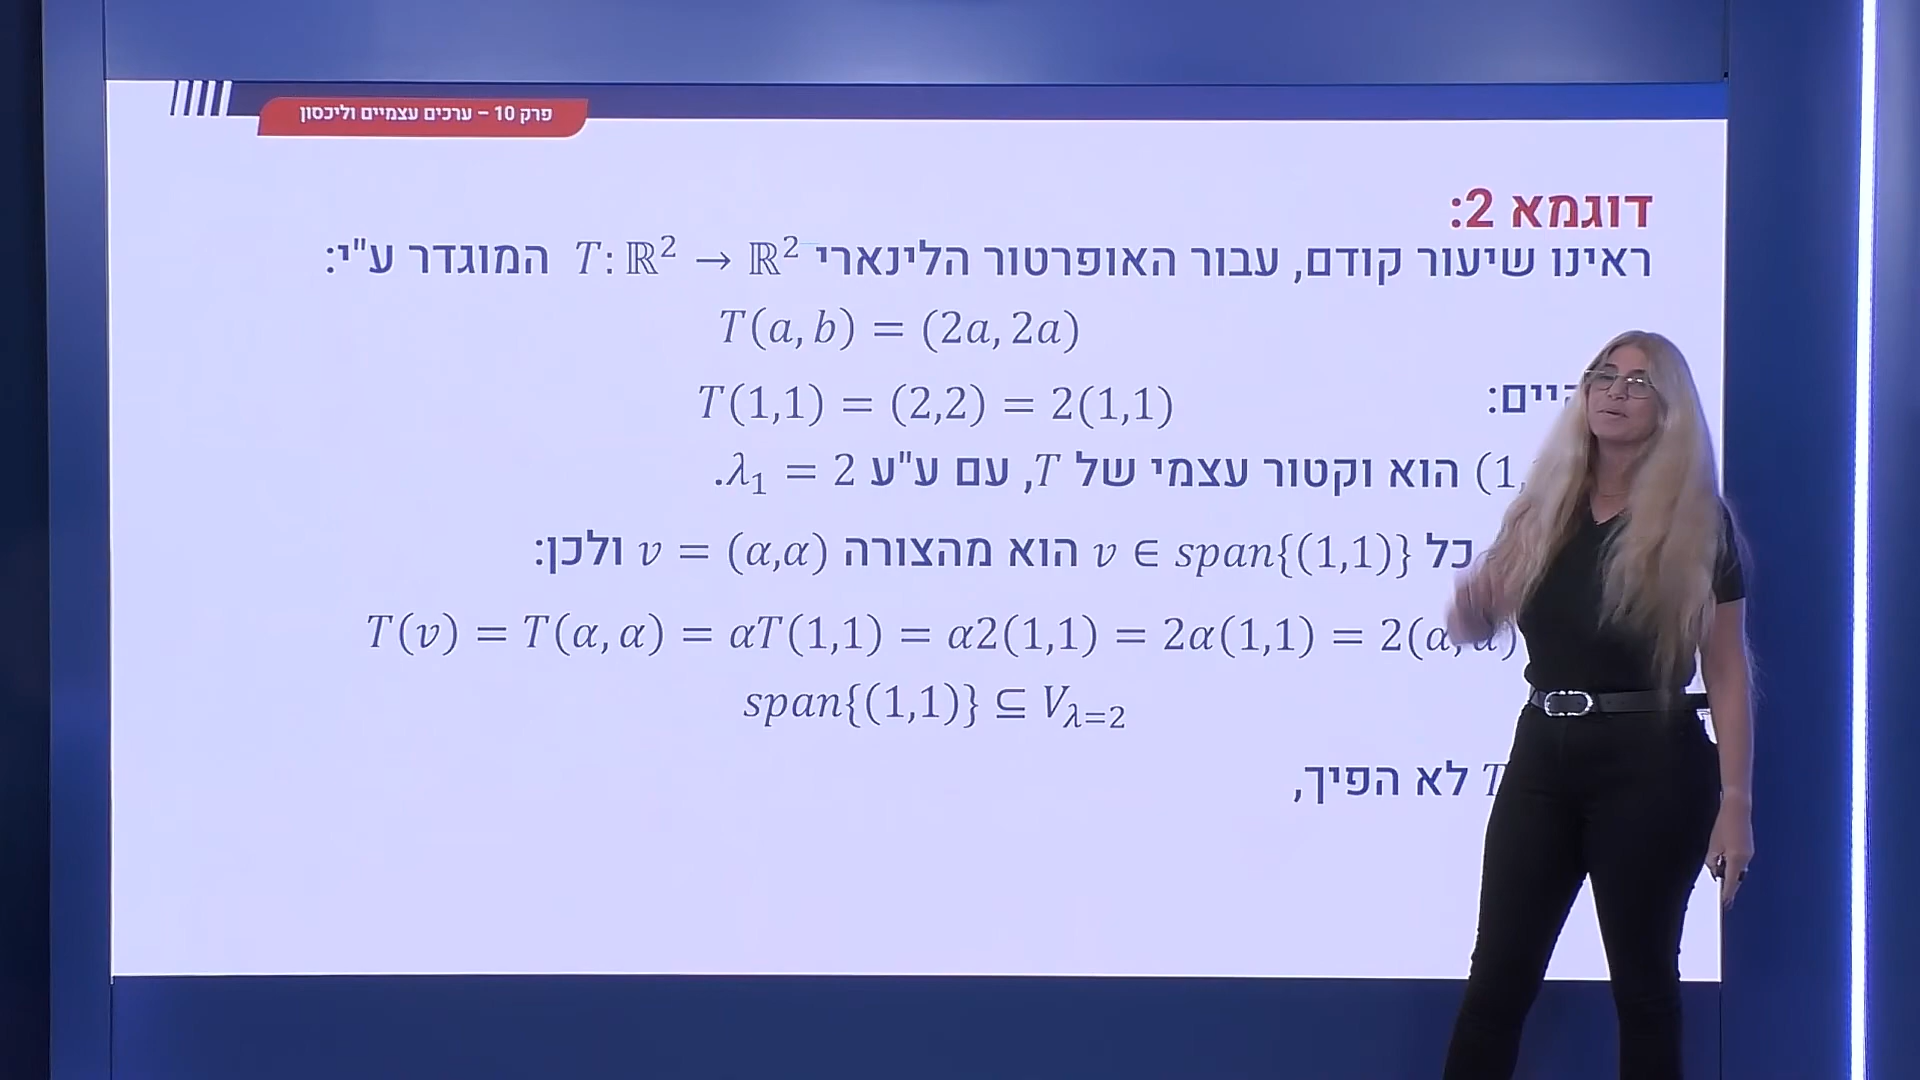 פרק 10 – ערכים עצמיים וליכסון
דוגמא 2:
ראינו שיעור קודם, עבור האופרטור הלינארי T: ℝ² → ℝ² המוגדר ע"י:
T(a, b) = (2a, 2a)
T(1,1) = (2,2) = 2(1,1)
הוא וקטור עצמי של T, עם ע"ע λ₁ = 2.
כל v ∈ span{(1,1)} הוא מהצורה v = (α,α) ולכן:
T(v) = T(α, α) = αT(1,1) = α2(1,1) = 2α(1,1) = 2(α, α)
span{(1,1)} ⊆ V_{λ=2}
T לא הפיך,